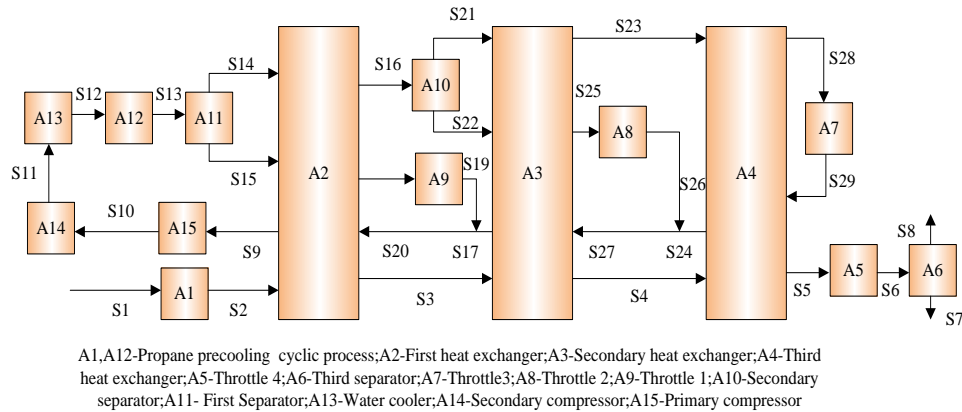 S21
S23
S14
S16
S28
S12
S13
A10
S25
A13
A12
A11
S22
A8
A7
S11
S15
A2
S19
A3
A4
A9
S26
S29
S10
A14
A15
S9
S20
S17
S27
S24
S8
A1
A5
A6
S1
S2
S3
S4
S5
S6
S7
A1,A12-Propane precooling cyclic process;A2-First heat exchanger;A3-Secondary heat exchanger;A4-Third
heat exchanger;A5-Throttle 4;A6-Third separator;A7-Throttle3;A8-Throttle 2;A9-Throttle 1;A10-Secondary
separator;A11- First Separator;A13-Water cooler;A14-Secondary compressor;A15-Primary compressor